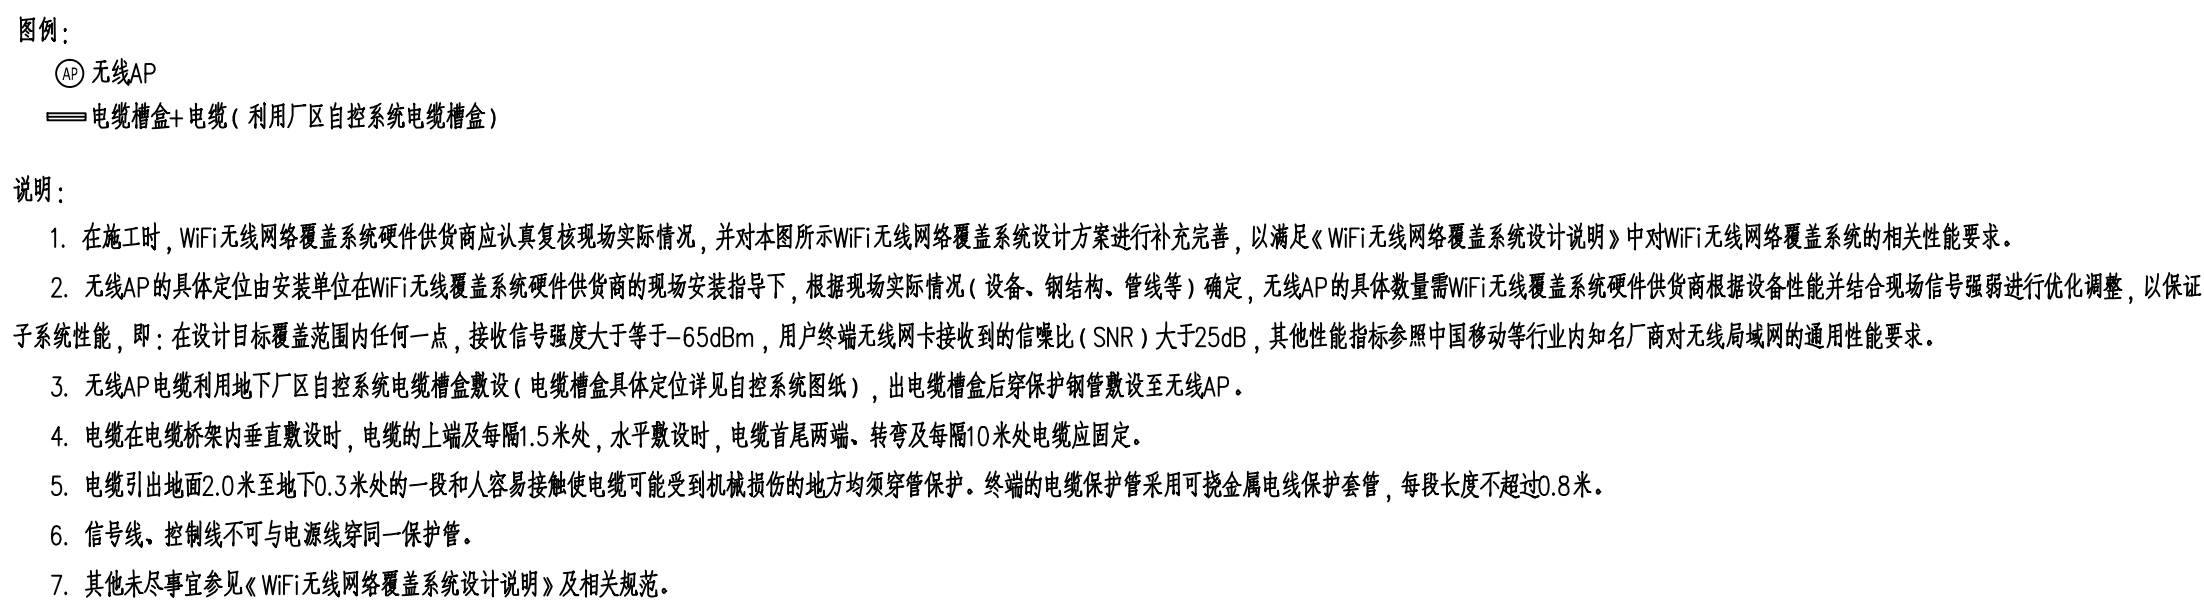 图例:
AP 无线AP
电缆槽盒+电缆(利用厂区自控系统电缆槽盒)
说明:
1. 在施工时,WiFi无线网络覆盖系统硬件供货商应认真复核现场实际情况,并对本图所示WiFi无线网络覆盖系统设计方案进行补充完善,以满足《WiFi无线网络覆盖系统设计说明》中对WiFi无线网络覆盖系统的相关性能要求。
2. 无线AP的具体定位由安装单位在WiFi无线覆盖系统硬件供货商的现场安装指导下,根据现场实际情况(设备、钢结构、管线等)确定,无线AP的具体数量需WiFi无线覆盖系统硬件供货商根据设备性能并结合现场信号强弱进行优化调整,以保证
子系统性能,即:在设计目标覆盖范围内任何一点,接收信号强度大于等于-65dBm,用户终端无线网卡接收到的信噪比(SNR)大于25dB,其他性能指标参照中国移动等行业内知名厂商对无线局域网的通用性能要求。
3. 无线AP电缆利用地下厂区自控系统电缆槽盒敷设(电缆槽盒具体定位详见自控系统图纸),出电缆槽盒后穿保护钢管敷设至无线AP。
4. 电缆在电缆桥架内垂直敷设时,电缆的上端及每隔1.5米处,水平敷设时,电缆首尾两端、转弯及每隔10米处电缆应固定。
5. 电缆引出地面2.0米至地下0.3米处的一段和人容易接触使电缆可能受到机械损伤的地方均须穿管保护。终端的电缆保护管采用可挠金属电线保护套管,每段长度不超过0.8米。
6. 信号线、控制线不可与电源线穿同一保护管。
7. 其他未尽事宜参见《WiFi无线网络覆盖系统设计说明》及相关规范。